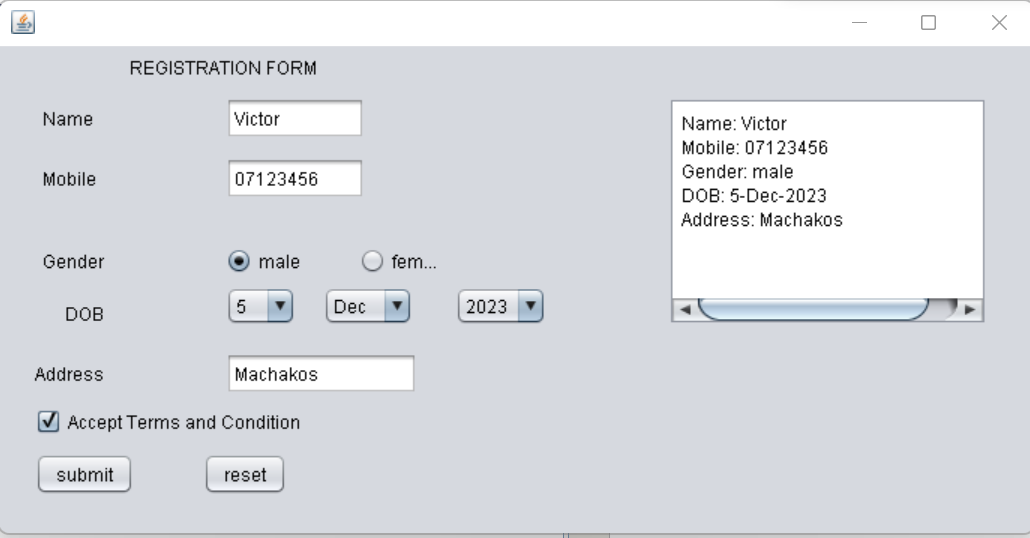 REGISTRATION FORM
Name Victor
Mobile 07123456
Gender male fem...
DOB 5 Dec 2023
Address Machakos
Accept Terms and Condition
submit reset
Name: Victor
Mobile: 07123456
Gender: male
DOB: 5-Dec-2023
Address: Machakos